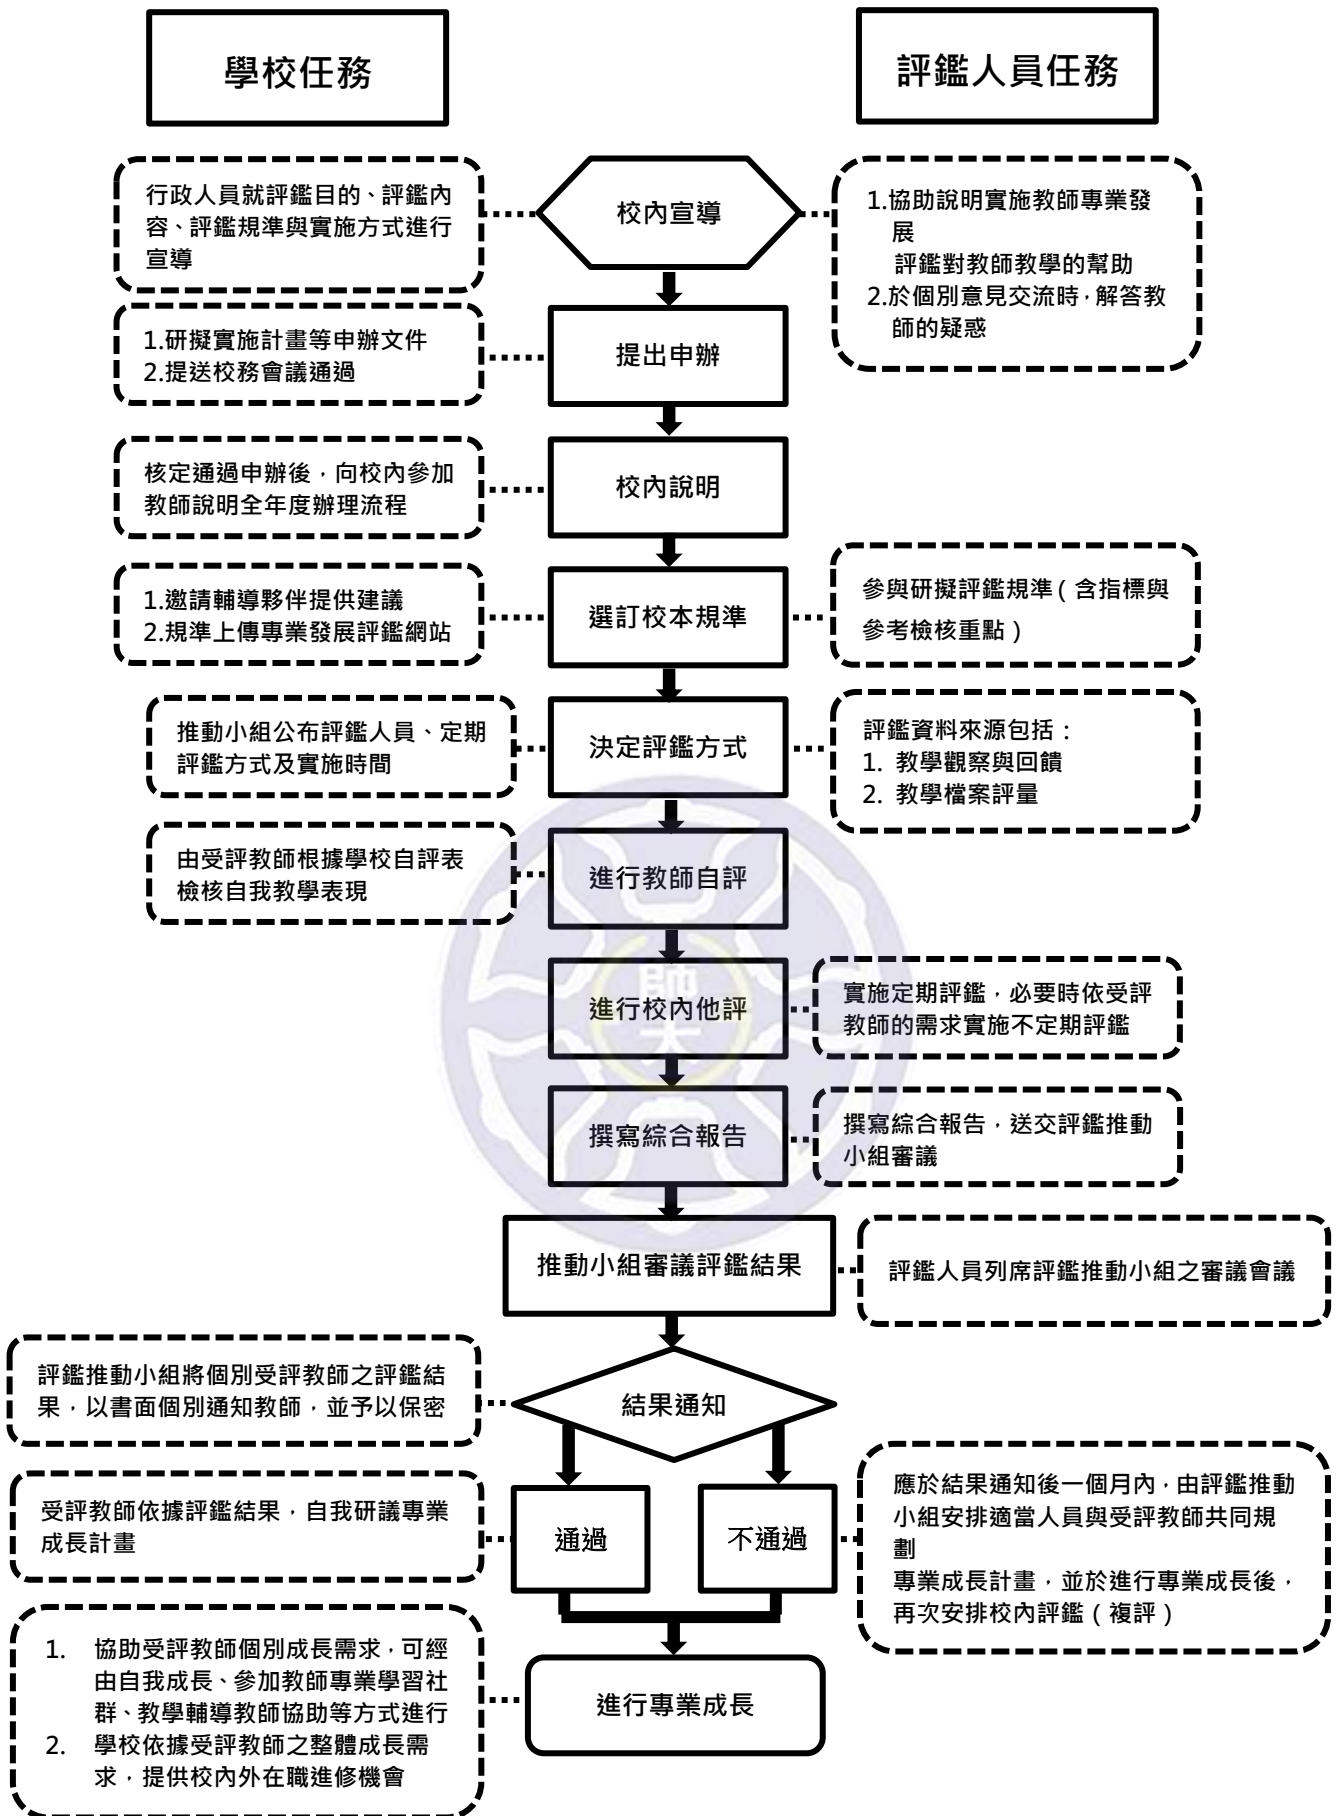 學校任務
評鑑人員任務
行政人員就評鑑目的、評鑑內
容、評鑑規準與實施方式進行
宣導
校內宣導
1.協助說明實施教師專業發
展
評鑑對教師教學的幫助
2.於個別意見交流時，解答教
師的疑惑
1.研擬實施計畫等申辦文件
2.提送校務會議通過
提出申辦
核定通過申辦後，向校內參加
教師說明全年度辦理流程
校內說明
1.邀請輔導夥伴提供建議
2.規準上傳專業發展評鑑網站
選訂校本規準
參與研擬評鑑規準（含指標與
參考檢核重點）
推動小組公布評鑑人員、定期
評鑑方式及實施時間
決定評鑑方式
評鑑資料來源包括：
1. 教學觀察與回饋
2. 教學檔案評量
由受評教師根據學校自評表
檢核自我教學表現
進行教師自評
師大
進行校內他評
實施定期評鑑，必要時依受評
教師的需求實施不定期評鑑
撰寫綜合報告
撰寫綜合報告，送交評鑑推動
小組審議
推動小組審議評鑑結果
評鑑人員列席評鑑推動小組之審議會議
評鑑推動小組將個別受評教師之評鑑結
果，以書面個別通知教師，並予以保密
結果通知
受評教師依據評鑑結果，自我研議專業
成長計畫
通過
不通過
應於結果通知後一個月內，由評鑑推動
小組安排適當人員與受評教師共同規
劃
專業成長計畫，並於進行專業成長後，
再次安排校內評鑑（複評）
1. 協助受評教師個別成長需求，可經
由自我成長、參加教師專業學習社
群、教學輔導教師協助等方式進行
2. 學校依據受評教師之整體成長需
求，提供校內外在職進修機會
進行專業成長